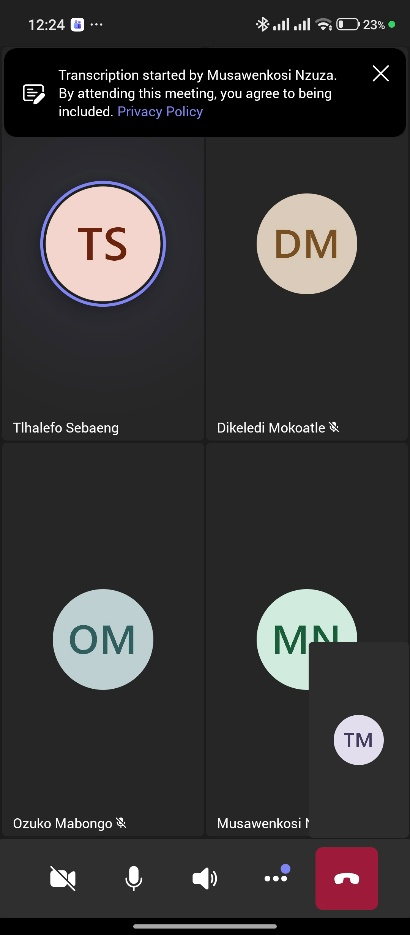 12:24
23%
Transcription started by Musawenkosi Nzuza.
By attending this meeting, you agree to being
included. Privacy Policy
TS
DM
Tlhalefo Sebaeng
Dikeledi Mokoatle
OM
MN
TM
Ozuko Mabongo
Musawenkosi